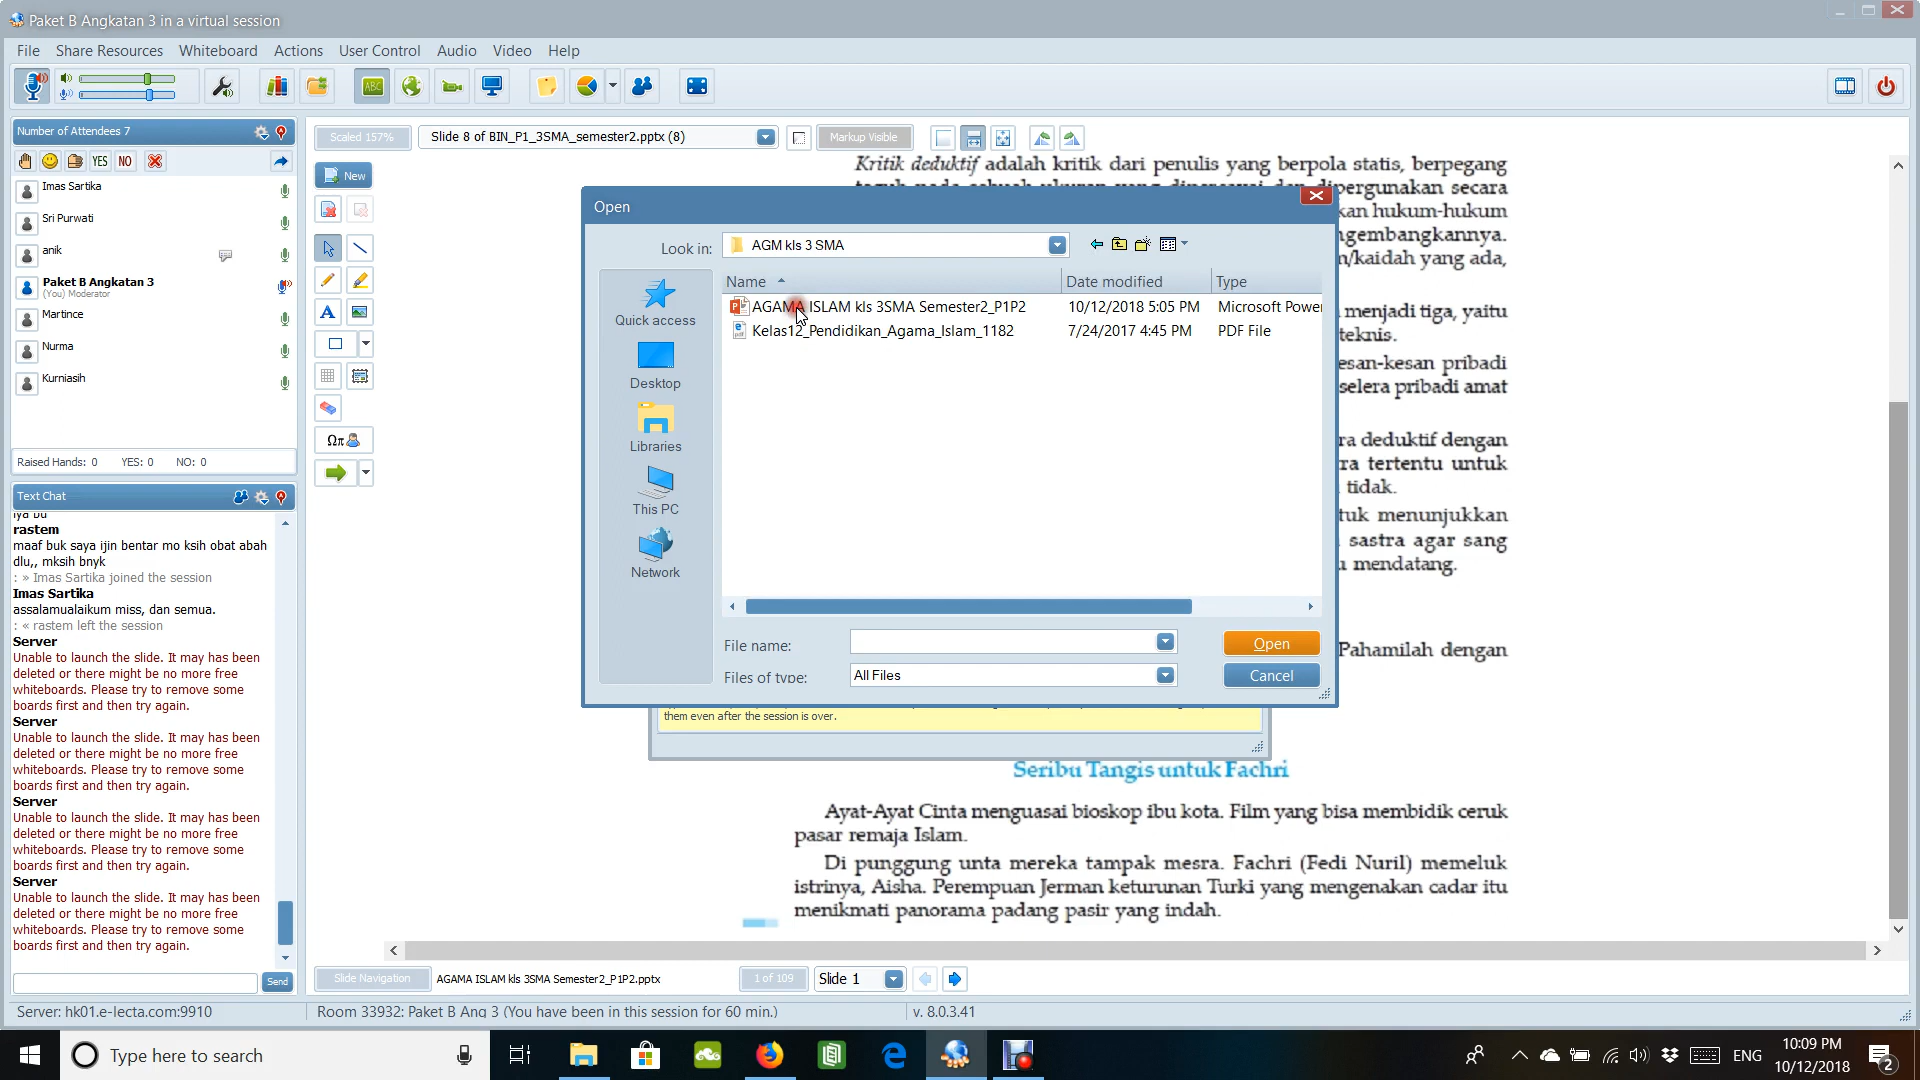 Paket B Angkatan 3 in a virtual session
File Share Resources Whiteboard Actions User Control Audio Video Help
Number of Attendees 7
YES NO
Imas Sartika
Sri Purwati
anik
Paket B Angkatan 3
(You) Moderator
Martince
Nurma
Kurniasih
Raised Hands: 0 YES: 0 NO: 0
Text Chat
iya bu
rastem
maaf buk saya ijin bentar mo ksih obat abah
dlu,, mksih bnyk
: » Imas Sartika joined the session
Imas Sartika
assalamualaikum miss, dan semua.
: « rastem left the session
Server
Unable to launch the slide. It may has been
deleted or there might be no more free
whiteboards. Please try to remove some
boards first and then try again.
Server
Unable to launch the slide. It may has been
deleted or there might be no more free
whiteboards. Please try to remove some
boards first and then try again.
Server
Unable to launch the slide. It may has been
deleted or there might be no more free
whiteboards. Please try to remove some
boards first and then try again.
Server
Unable to launch the slide. It may has been
deleted or there might be no more free
whiteboards. Please try to remove some
boards first and then try again.
Send
Scaled 157%
Slide 8 of BIN_P1_3SMA_semester2.pptx (8)
Markup Visible
New
ABC
A
Ωπ
Kritik deduktif adalah kritik dari penulis yang berpola statis, berpegang
dipergunakan secara
kan hukum-hukum
ngembangkannya.
n/kaidah yang ada,
menjadi tiga, yaitu
teknis.
esan-kesan pribadi
selera pribadi amat
ra deduktif dengan
ra tertentu untuk
tidak.
tuk menunjukkan
sastra agar sang
u mendatang.
Pahamilah dengan
Open
Look in: AGM kls 3 SMA
Name Date modified Type
AGAMA ISLAM kls 3SMA Semester2_P1P2 10/12/2018 5:05 PM Microsoft Power
Kelas12_Pendidikan_Agama_Islam_1182 7/24/2017 4:45 PM PDF File
Quick access
Desktop
Libraries
This PC
Network
File name:
Open
Files of type: All Files
Cancel
them even after the session is over.
Seribu Tangis untuk Fachri
Ayat-Ayat Cinta menguasai bioskop ibu kota. Film yang bisa membidik ceruk
pasar remaja Islam.
Di punggung unta mereka tampak mesra. Fachri (Fedi Nuril) memeluk
istrinya, Aisha. Perempuan Jerman keturunan Turki yang mengenakan cadar itu
menikmati panorama padang pasir yang indah.
Slide Navigation AGAMA ISLAM kls 3SMA Semester2_P1P2.pptx 1 of 109 Slide 1
Server: hk01.e-lecta.com:9910 Room 33932: Paket B Ang 3 (You have been in this session for 60 min.) v. 8.0.3.41
Type here to search
ENG
10:09 PM
10/12/2018
2